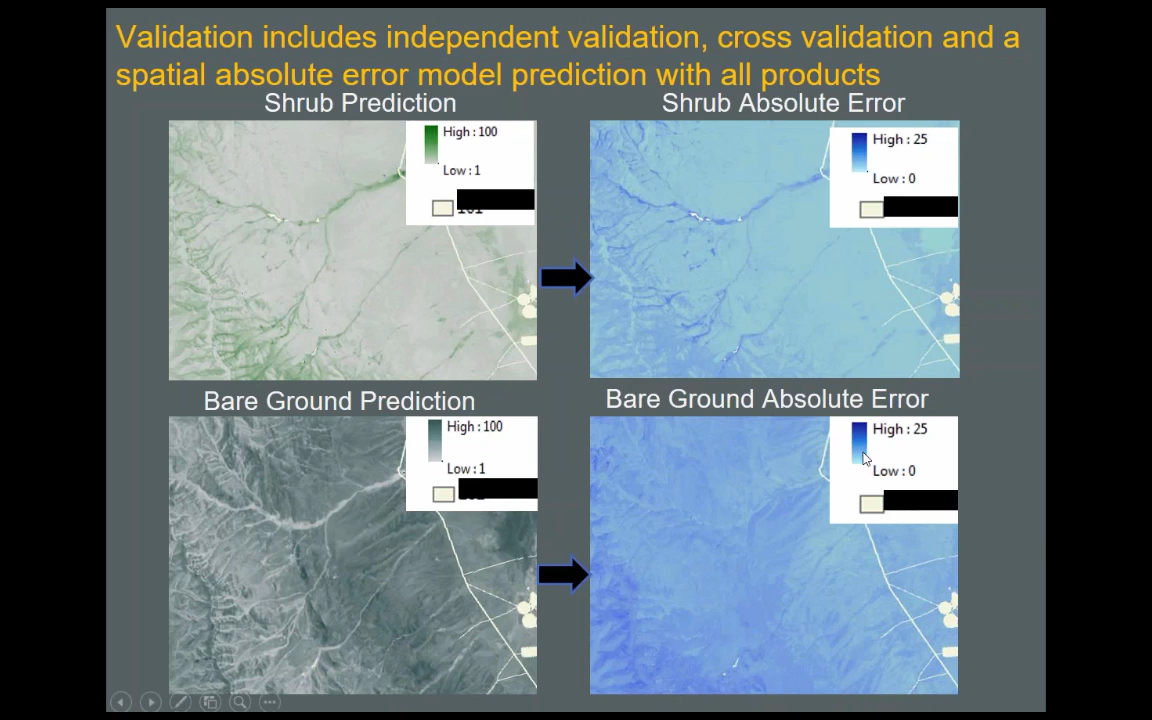 Validation includes independent validation, cross validation and a
spatial absolute error model prediction with all products
Shrub Prediction
Shrub Absolute Error
High : 100
Low : 1
High : 25
Low : 0
Bare Ground Prediction
Bare Ground Absolute Error
High : 100
Low : 1
High : 25
Low : 0